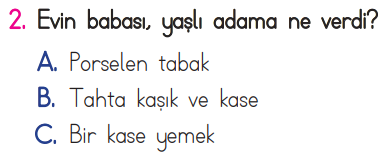 2. Evin babası, yaşlı adama ne verdi?
A. Porselen tabak
B. Tahta kaşık ve kase
C. Bir kase yemek